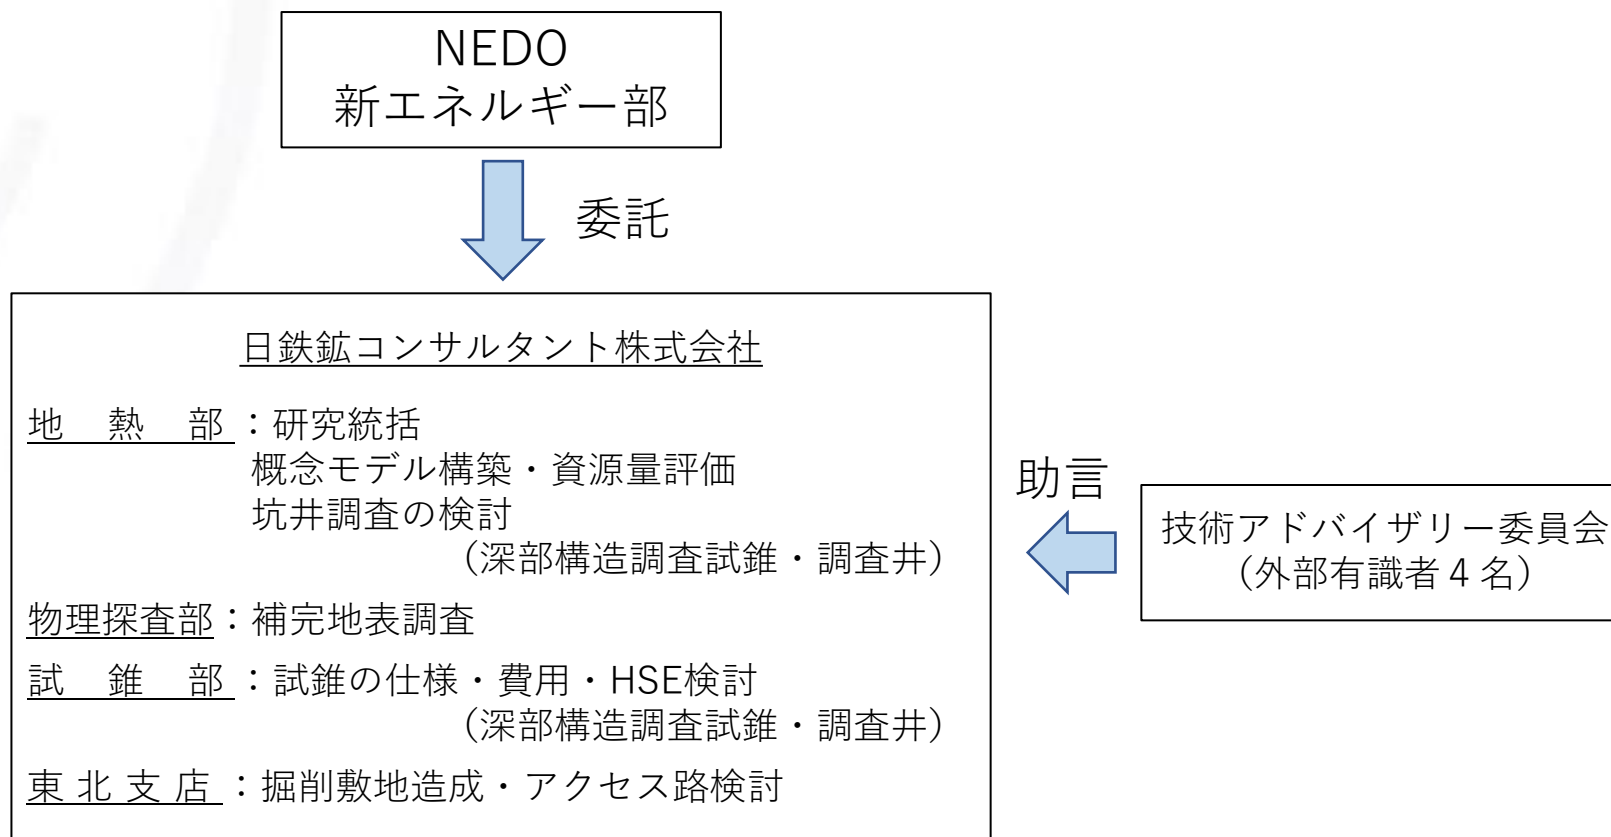 NEDO
新エネルギー部
委託
日鉄鉱コンサルタント株式会社
地　熱　部：研究統括
概念モデル構築・資源量評価
坑井調査の検討
（深部構造調査試錐・調査井）
物理探査部：補完地表調査
試　錐　部：試錐の仕様・費用・HSE検討
（深部構造調査試錐・調査井）
東 北 支 店：掘削敷地造成・アクセス路検討
助言
技術アドバイザリー委員会
（外部有識者４名）